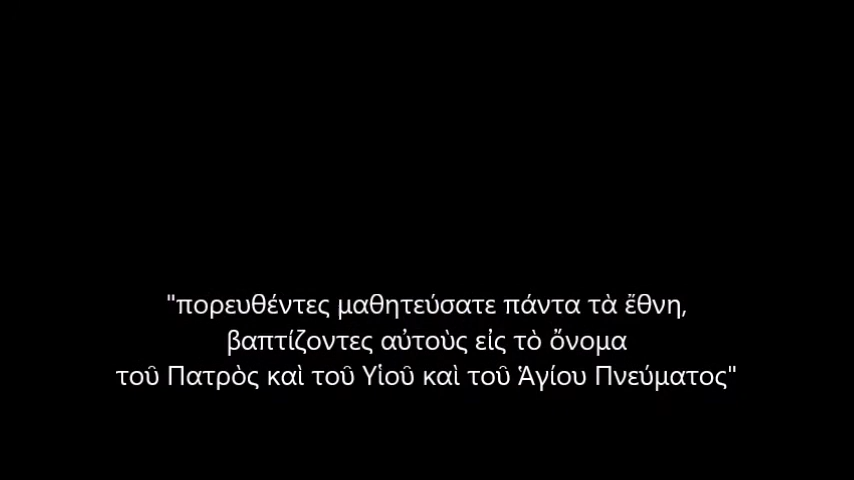 "πορευθέντες μαθητεύσατε πάντα τὰ ἔθνη,
βαπτίζοντες αὐτοὺς εἰς τὸ ὄνομα
τοῦ Πατρὸς καὶ τοῦ Υἱοῦ καὶ τοῦ Ἁγίου Πνεύματος"